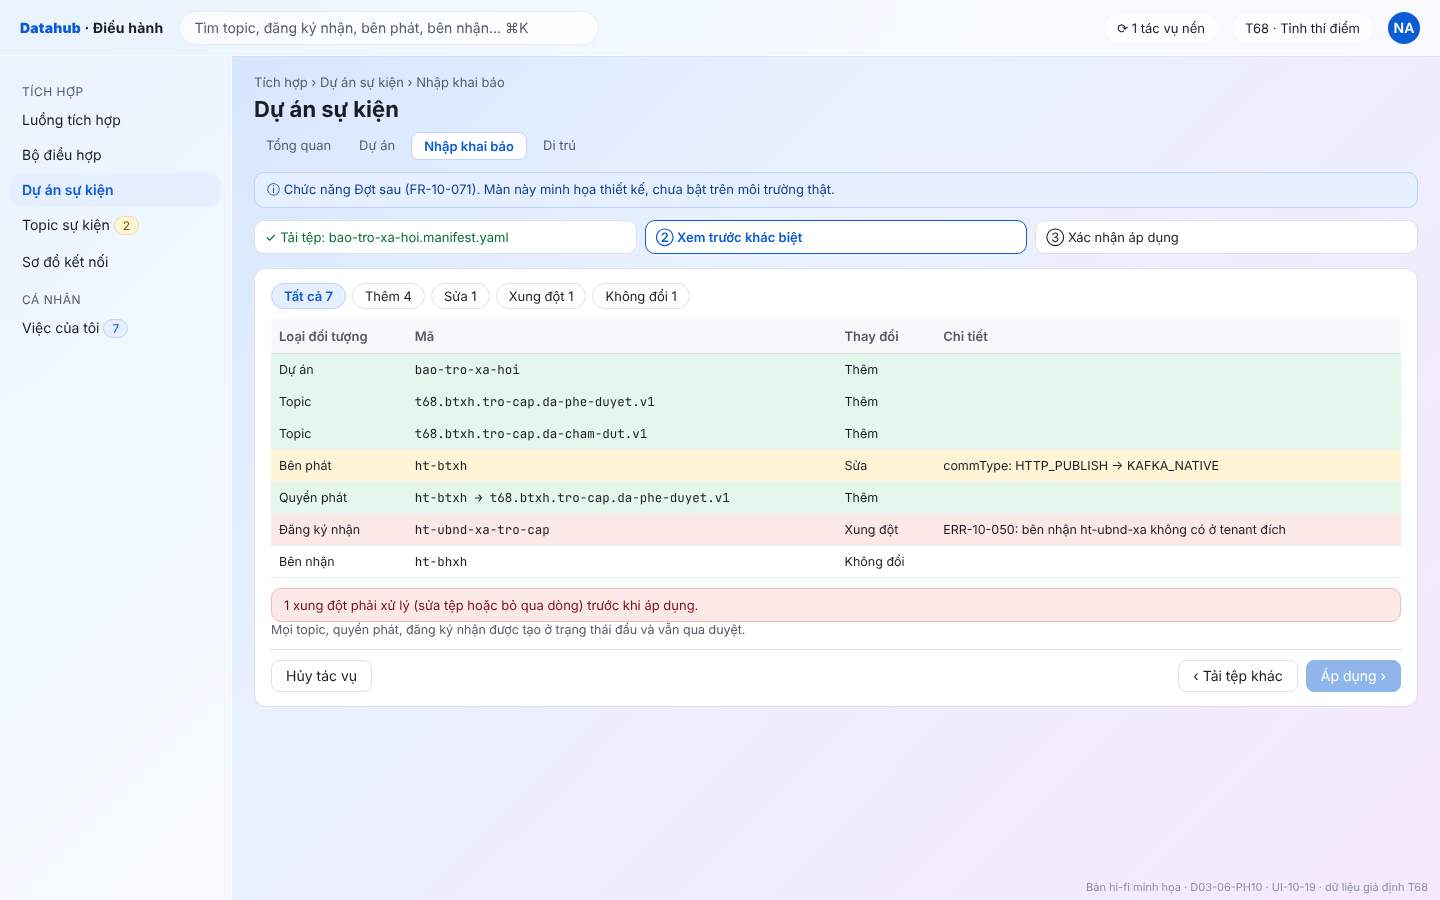 Datahub · Điều hành
Tìm topic, đăng ký nhận, bên phát, bên nhận... ⌘K
⟳ 1 tác vụ nền
T68 · Tỉnh thí điểm
NA
TÍCH HỢP
Luồng tích hợp
Bộ điều hợp
Dự án sự kiện
Topic sự kiện 2
Sơ đồ kết nối
CÁ NHÂN
Việc của tôi 7
Tích hợp › Dự án sự kiện › Nhập khai báo
Dự án sự kiện
Tổng quan Dự án Nhập khai báo Di trú
ⓘ Chức năng Đợt sau (FR-10-071). Màn này minh họa thiết kế, chưa bật trên môi trường thật.
✓ Tải tệp: bao-tro-xa-hoi.manifest.yaml
② Xem trước khác biệt
③ Xác nhận áp dụng
Tất cả 7 Thêm 4 Sửa 1 Xung đột 1 Không đổi 1
Loại đối tượng Mã Thay đổi Chi tiết
Dự án bao-tro-xa-hoi Thêm
Topic t68.btxh.tro-cap.da-phe-duyet.v1 Thêm
Topic t68.btxh.tro-cap.da-cham-dut.v1 Thêm
Bên phát ht-btxh Sửa commType: HTTP_PUBLISH → KAFKA_NATIVE
Quyền phát ht-btxh → t68.btxh.tro-cap.da-phe-duyet.v1 Thêm
Đăng ký nhận ht-ubnd-xa-tro-cap Xung đột ERR-10-050: bên nhận ht-ubnd-xa không có ở tenant đích
Bên nhận ht-bhxh Không đổi
1 xung đột phải xử lý (sửa tệp hoặc bỏ qua dòng) trước khi áp dụng.
Mọi topic, quyền phát, đăng ký nhận được tạo ở trạng thái đầu và vẫn qua duyệt.
Hủy tác vụ
‹ Tải tệp khác
Áp dụng ›
Bản hi-fi minh họa · D03-06-PH10 · UI-10-19 · dữ liệu giả định T68